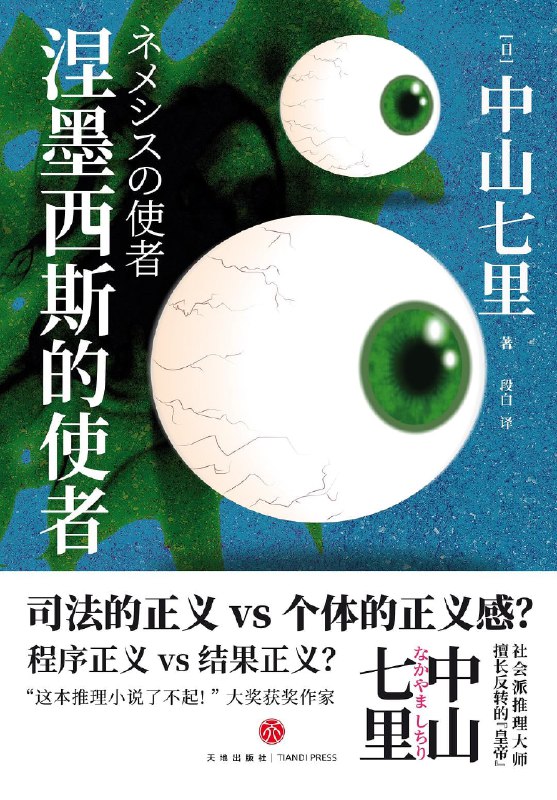 涅墨西斯的使者
ネメシスの使者
［日］中山七里 著
段白 译
司法的正义 vs 个体的正义感？
程序正义 vs 结果正义？
“这本推理小说了不起！”大奖获奖作家
中山七里
なかやま しちり
社会派推理大师
擅长反转的『皇帝』
天地出版社 | TIANDI PRESS